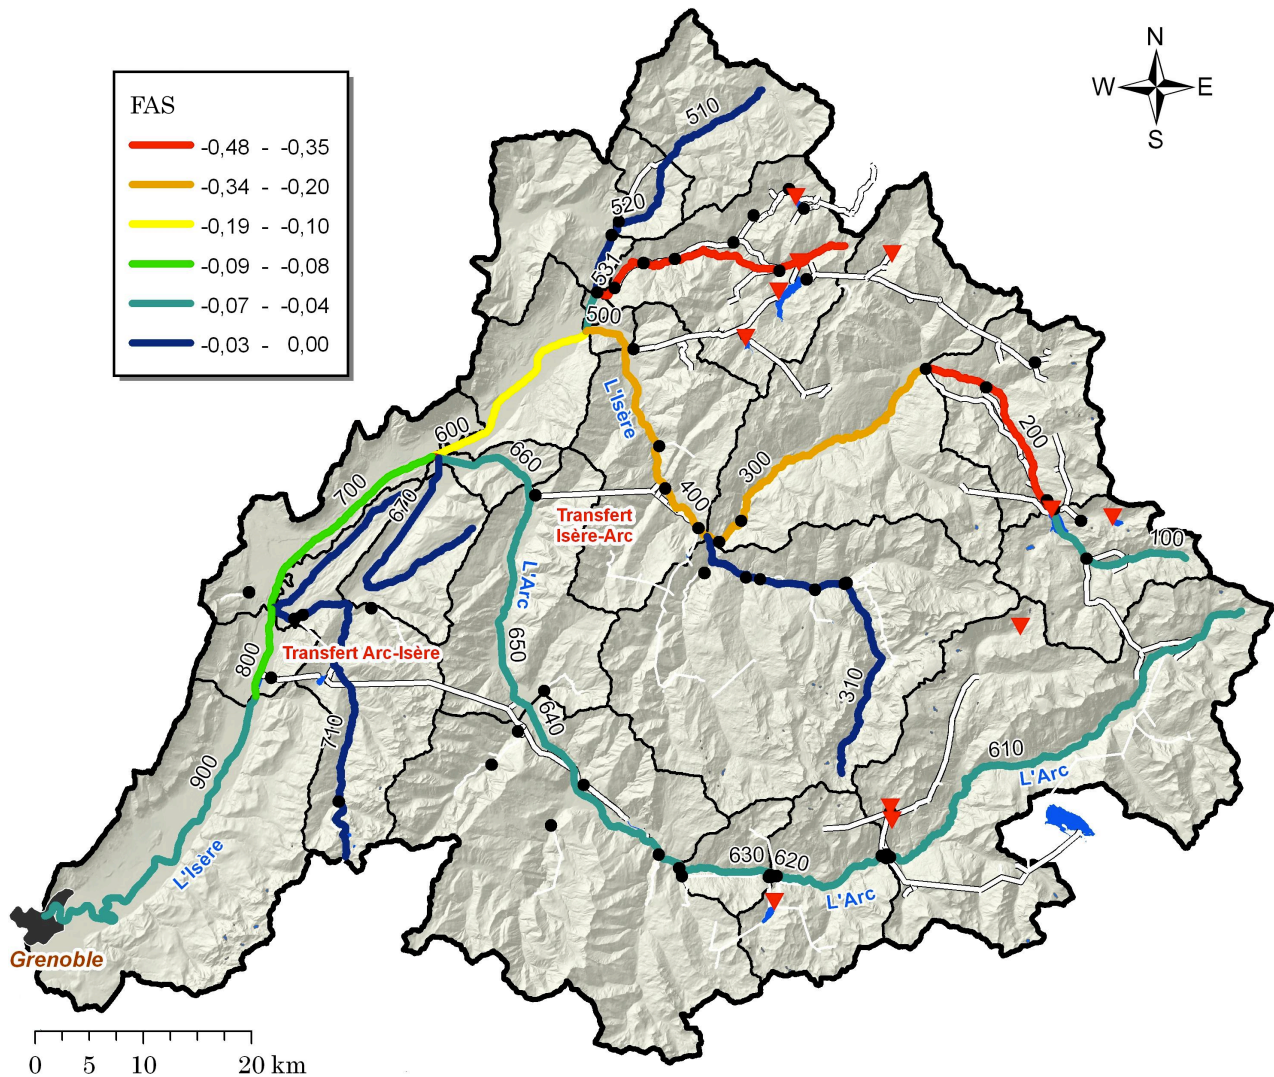 N
W E
S
FAS
-0,48 - -0,35
-0,34 - -0,20
-0,19 - -0,10
-0,09 - -0,08
-0,07 - -0,04
-0,03 - 0,00
510
520
531
500
L'Isère
600
660
700
670
400
300
200
100
Transfert
Isère-Arc
L'Arc
650
Transfert Arc-Isère
800
640
310
710
610
L'Arc
900
630 620
L'Isère
L'Arc
Grenoble
0 5 10 20 km